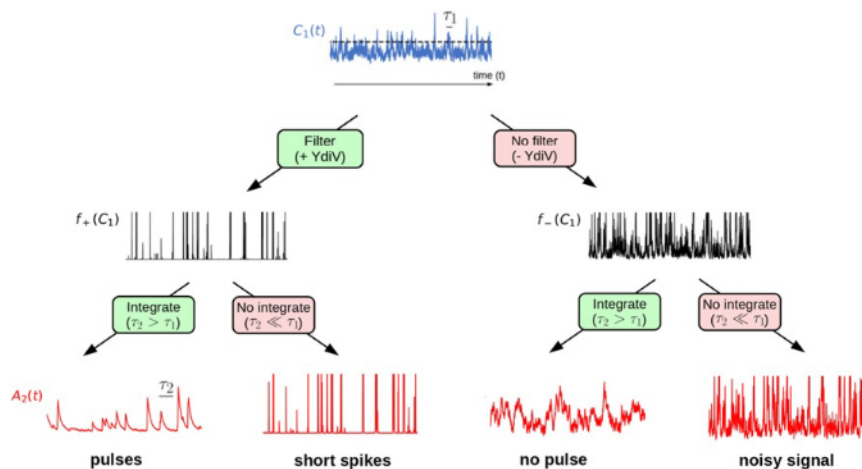 C₁(t)
τ₁
time (t)
Filter
(+ YdiV)
No filter
(- YdiV)
f₊(C₁)
f₋(C₁)
Integrate
(τ₂ > τ₁)
No integrate
(τ₂ ≪ τ₁)
Integrate
(τ₂ > τ₁)
No integrate
(τ₂ ≪ τ₁)
A₂(t)
τ₂
pulses
short spikes
no pulse
noisy signal